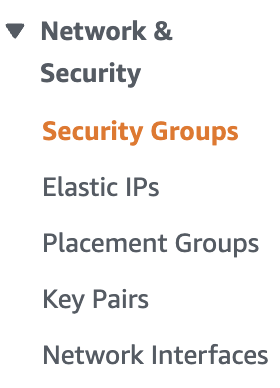 Network &
Security
Security Groups
Elastic IPs
Placement Groups
Key Pairs
Network Interfaces